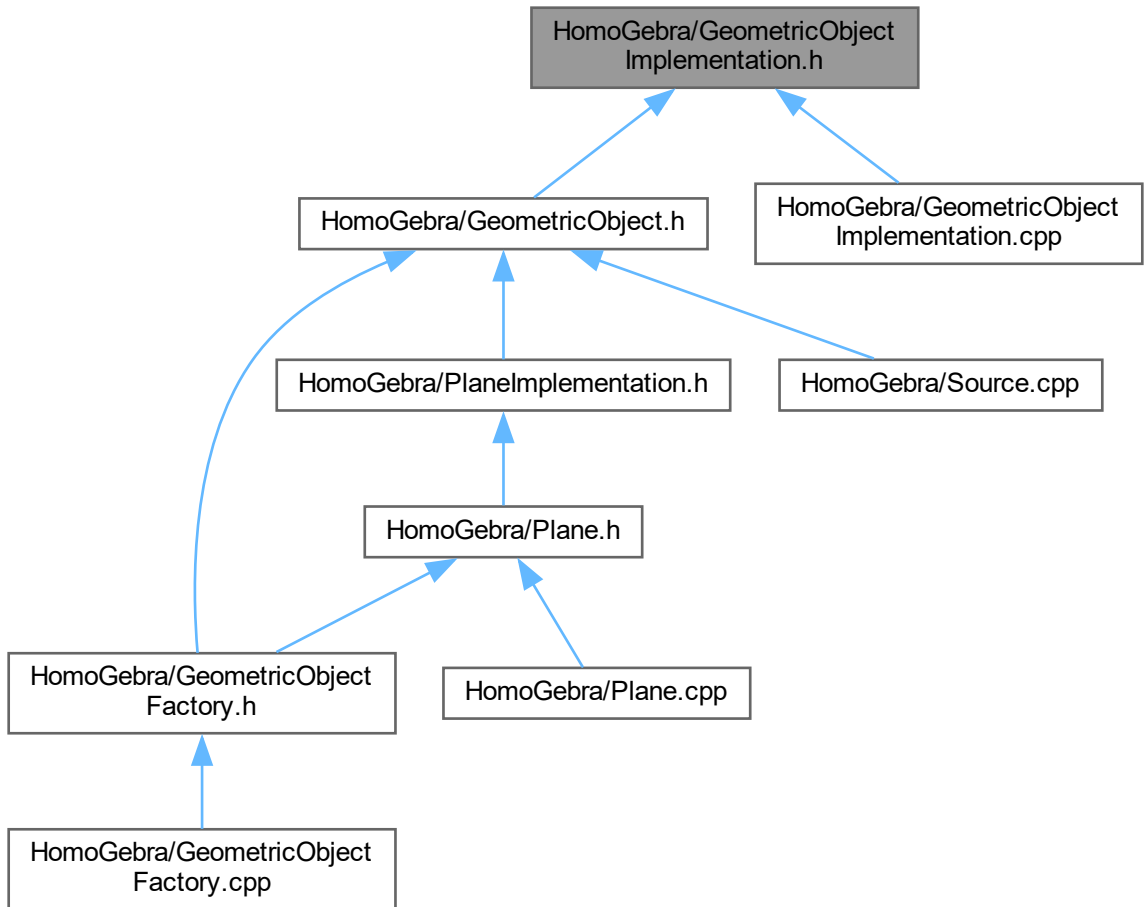 HomoGebra/GeometricObject
Implementation.h
HomoGebra/GeometricObject.h
HomoGebra/GeometricObject
Implementation.cpp
HomoGebra/PlaneImplementation.h
HomoGebra/Source.cpp
HomoGebra/Plane.h
HomoGebra/GeometricObject
Factory.h
HomoGebra/Plane.cpp
HomoGebra/GeometricObject
Factory.cpp